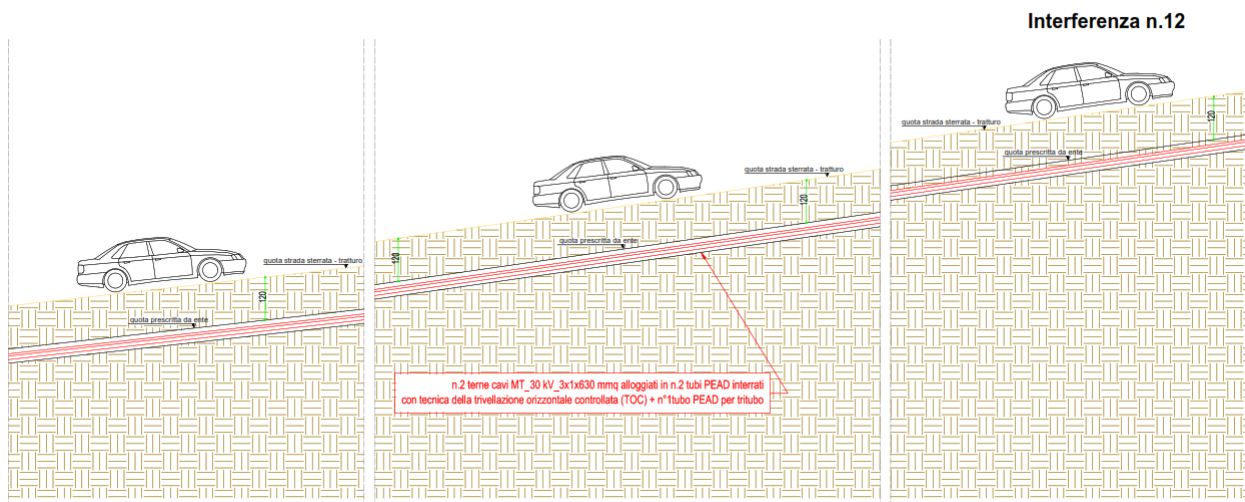 Interferenza n.12
quota strada sterrata - tratturo
120
quota prescritta da ente
quota strada sterrata - tratturo
120
120
quota prescritta da ente
n.2 terne cavi MT_30 kV_3x1x630 mmq alloggiati in n.2 tubi PEAD interrati
con tecnica della trivellazione orizzontale controllata (TOC) + n°1tubo PEAD per tritubo
quota strada sterrata - tratturo
120
quota prescritta da ente